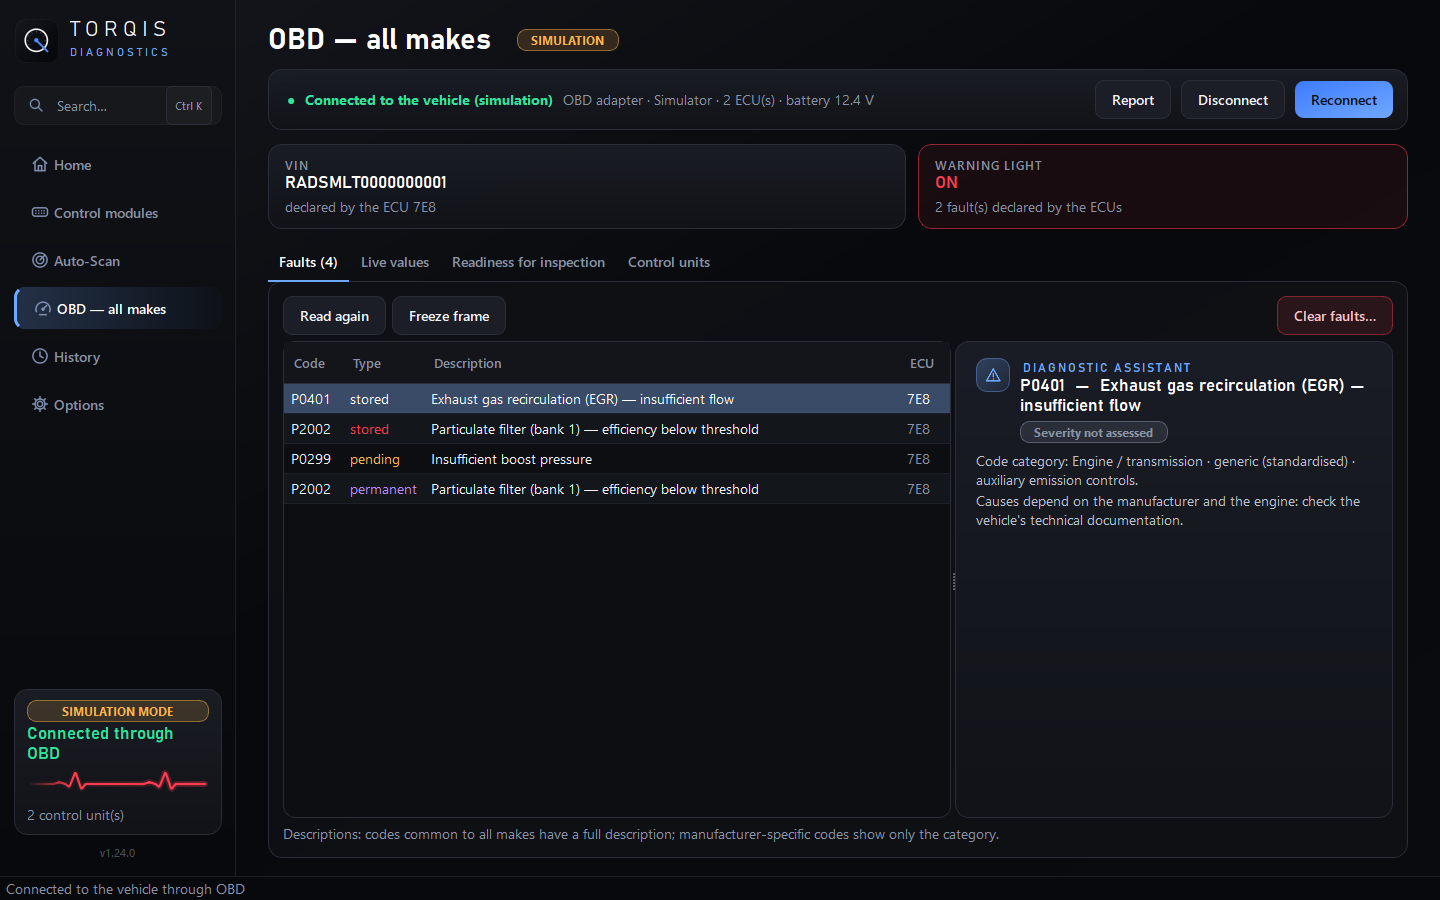 TORQIS
DIAGNOSTICS
Search...
Ctrl K
Home
Control modules
Auto-Scan
OBD — all makes
History
Options
SIMULATION MODE
Connected through
OBD
2 control unit(s)
v1.24.0
OBD — all makes
SIMULATION
Connected to the vehicle (simulation) OBD adapter · Simulator · 2 ECU(s) · battery 12.4 V
Report
Disconnect
Reconnect
VIN
RADSMLT0000000001
declared by the ECU 7E8
WARNING LIGHT
ON
2 fault(s) declared by the ECUs
Faults (4) Live values Readiness for inspection Control units
Read again
Freeze frame
Clear faults...
Code Type Description ECU
P0401 stored Exhaust gas recirculation (EGR) — insufficient flow 7E8
P2002 stored Particulate filter (bank 1) — efficiency below threshold 7E8
P0299 pending Insufficient boost pressure 7E8
P2002 permanent Particulate filter (bank 1) — efficiency below threshold 7E8
DIAGNOSTIC ASSISTANT
P0401 — Exhaust gas recirculation (EGR) —
insufficient flow
Severity not assessed
Code category: Engine / transmission · generic (standardised) ·
auxiliary emission controls.
Causes depend on the manufacturer and the engine: check the
vehicle's technical documentation.
Descriptions: codes common to all makes have a full description; manufacturer-specific codes show only the category.
Connected to the vehicle through OBD